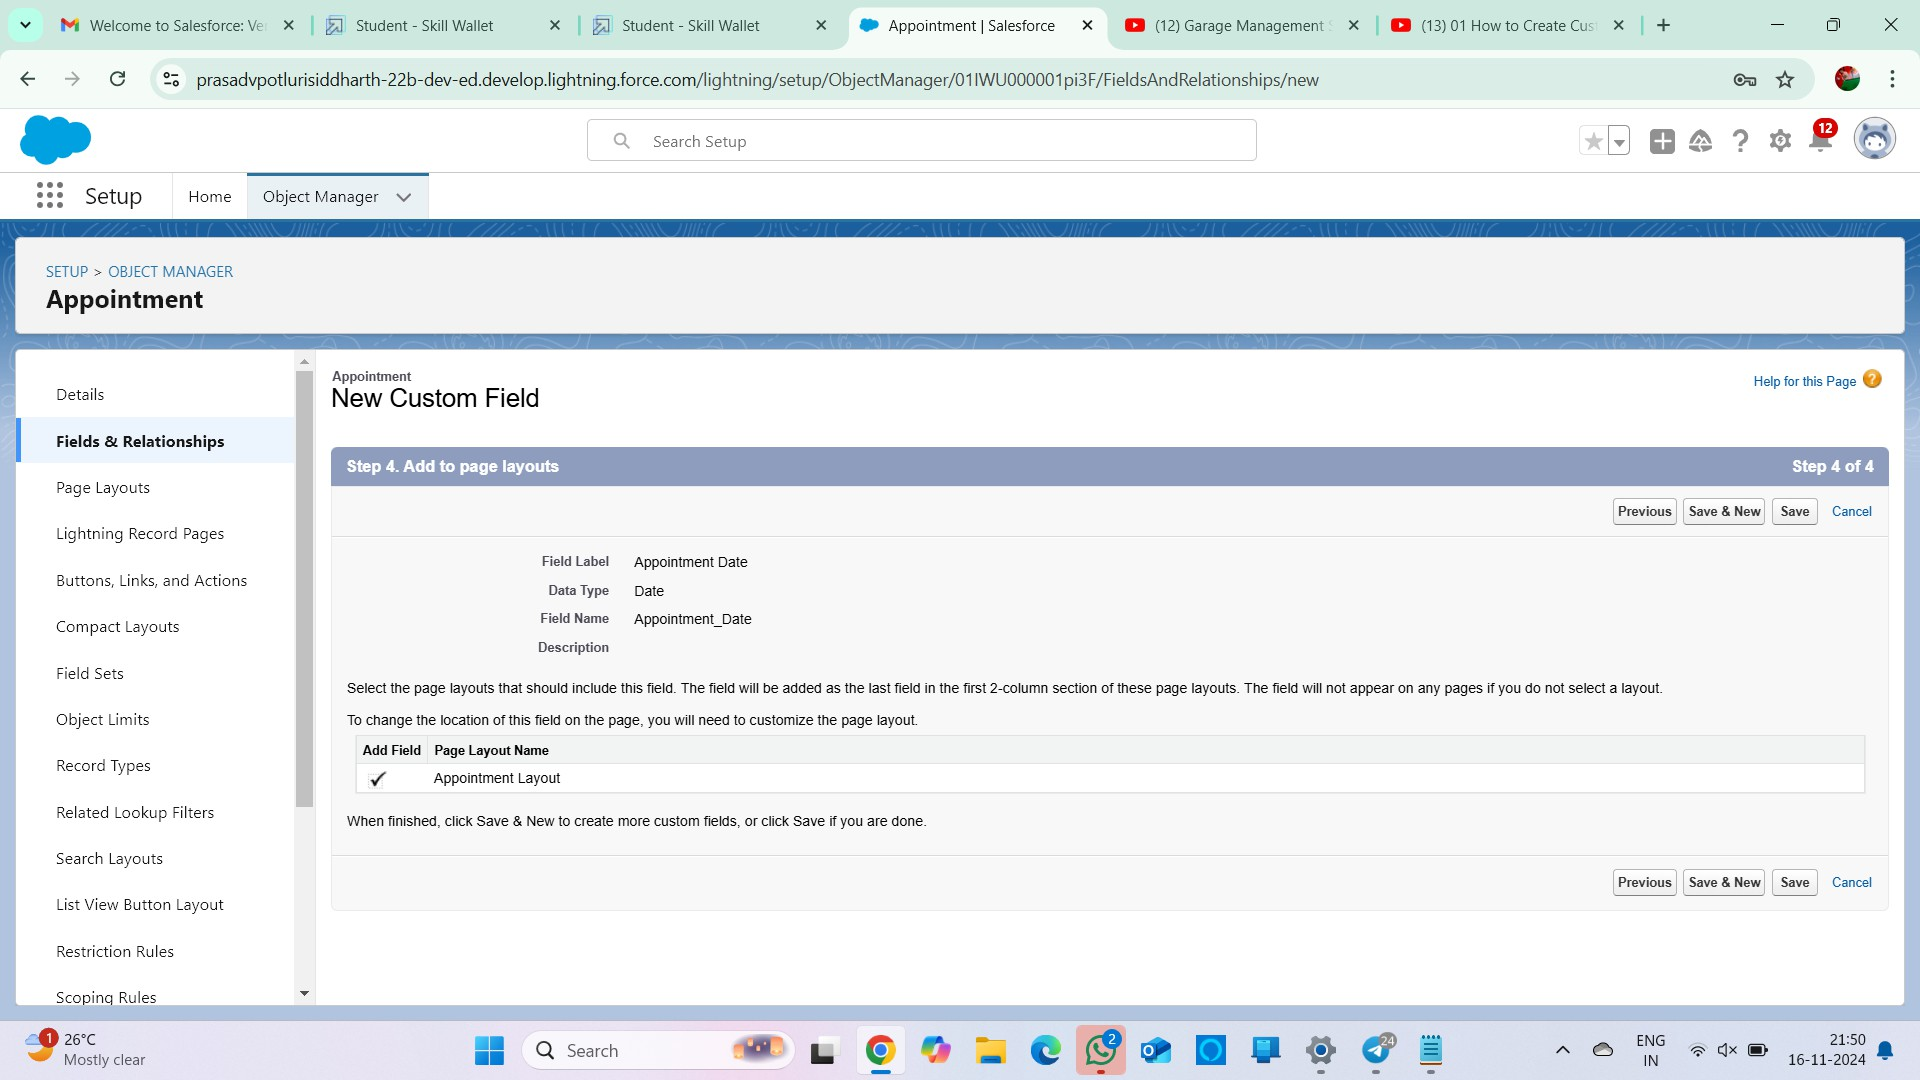 Welcome to Salesforce: Ve
Student - Skill Wallet
Student - Skill Wallet
Appointment | Salesforce
(12) Garage Management
(13) 01 How to Create Cus
prasadvpotlurisiddharth-22b-dev-ed.develop.lightning.force.com/lightning/setup/ObjectManager/01IWU000001pi3F/FieldsAndRelationships/new
Search Setup
12
Setup
Home
Object Manager
SETUP > OBJECT MANAGER
Appointment
Details
Fields & Relationships
Page Layouts
Lightning Record Pages
Buttons, Links, and Actions
Compact Layouts
Field Sets
Object Limits
Record Types
Related Lookup Filters
Search Layouts
List View Button Layout
Restriction Rules
Scoping Rules
Appointment
New Custom Field
Help for this Page
Step 4. Add to page layouts
Step 4 of 4
Previous
Save & New
Save
Cancel
Field Label Appointment Date
Data Type Date
Field Name Appointment_Date
Description
Select the page layouts that should include this field. The field will be added as the last field in the first 2-column section of these page layouts. The field will not appear on any pages if you do not select a layout.
To change the location of this field on the page, you will need to customize the page layout.
Add Field Page Layout Name
Appointment Layout
When finished, click Save & New to create more custom fields, or click Save if you are done.
Previous
Save & New
Save
Cancel
1
26°C
Mostly clear
Search
2
24
ENG
IN
21:50
16-11-2024